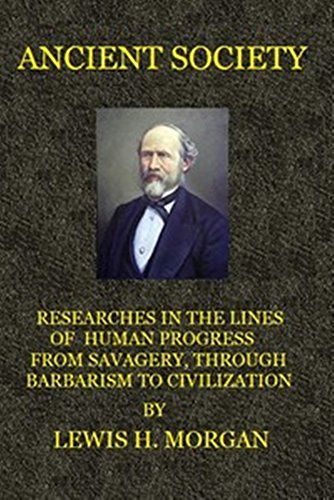 ANCIENT SOCIETY
RESEARCHES IN THE LINES
OF HUMAN PROGRESS
FROM SAVAGERY, THROUGH
BARBARISM TO CIVILIZATION
BY
LEWIS H. MORGAN